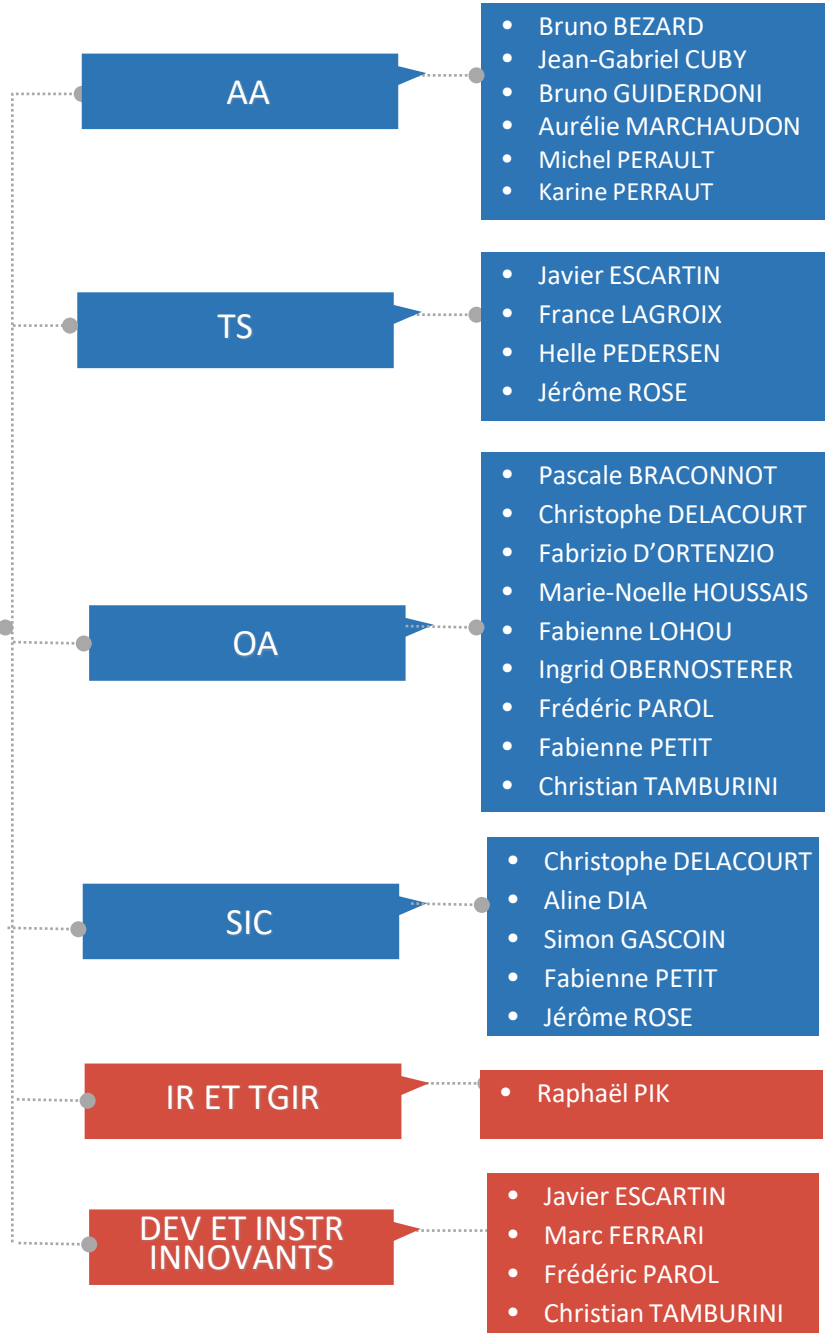 AA
• Bruno BEZARD
• Jean-Gabriel CUBY
• Bruno GUIDERDONI
• Aurélie MARCHAUDON
• Michel PERAULT
• Karine PERRAUT
TS
• Javier ESCARTIN
• France LAGROIX
• Helle PEDERSEN
• Jérôme ROSE
OA
• Pascale BRACONNOT
• Christophe DELACOURT
• Fabrizio D’ORTENZIO
• Marie-Noelle HOUSSAIS
• Fabienne LOHOU
• Ingrid OBERNOSTERER
• Frédéric PAROL
• Fabienne PETIT
• Christian TAMBURINI
SIC
• Christophe DELACOURT
• Aline DIA
• Simon GASCOIN
• Fabienne PETIT
• Jérôme ROSE
IR ET TGIR
• Raphaël PIK
DEV ET INSTR
INNOVANTS
• Javier ESCARTIN
• Marc FERRARI
• Frédéric PAROL
• Christian TAMBURINI